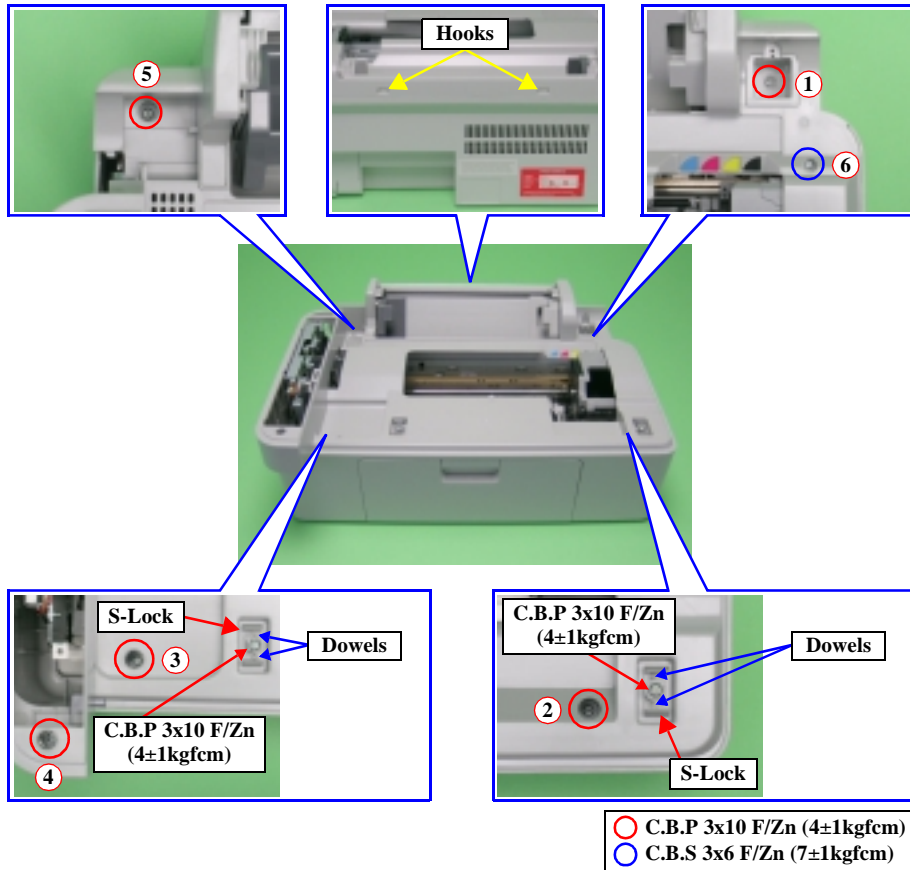 Hooks
5
1
6
S-Lock
Dowels
3
C.B.P 3x10 F/Zn
(4±1kgfcm)
4
C.B.P 3x10 F/Zn
(4±1kgfcm)
Dowels
2
S-Lock
C.B.P 3x10 F/Zn (4±1kgfcm)
C.B.S 3x6 F/Zn (7±1kgfcm)